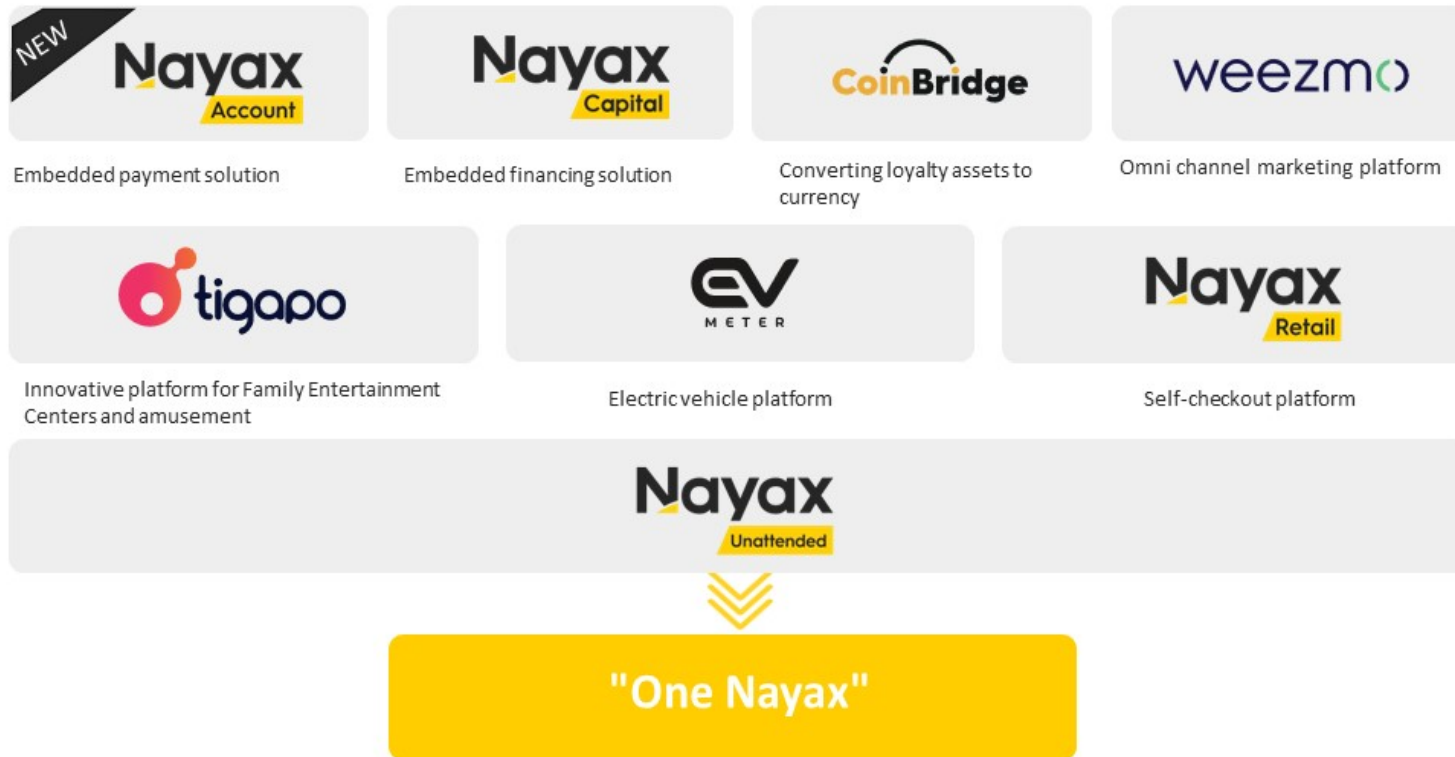 NEW
Nayax
Account
Nayax
Capital
CoinBridge
weezmo
Embedded payment solution
Embedded financing solution
Converting loyalty assets to
currency
Omni channel marketing platform
tigapo
EV
METER
Nayax
Retail
Innovative platform for Family Entertainment
Centers and amusement
Electric vehicle platform
Self-checkout platform
Nayax
Unattended
"One Nayax"